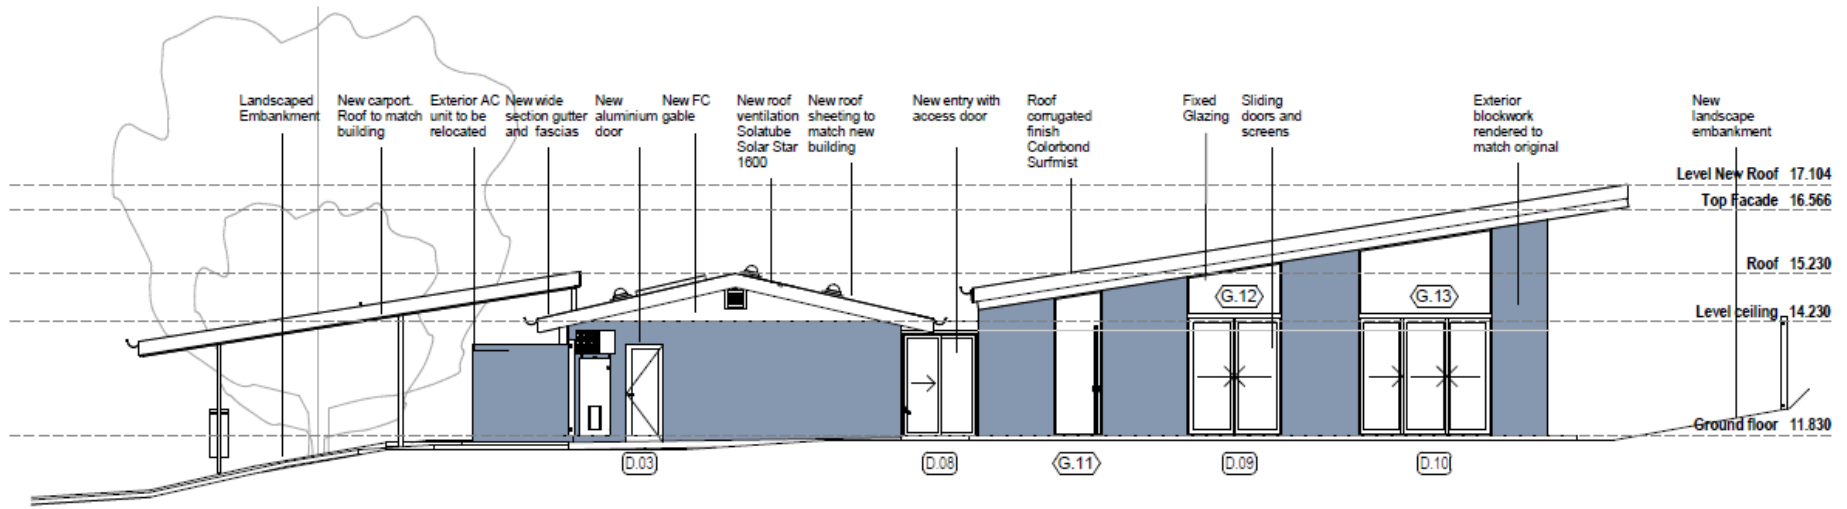 Landscaped
Embankment
New carport.
Roof to match
building
Exterior AC
unit to be
relocated
New wide
section gutter
and fascias
New
aluminium
door
New FC
gable
New roof
ventilation
Solatube
Solar Star
1600
New roof
sheeting to
match new
building
New entry with
access door
Roof
corrugated
finish
Colorbond
Surfmist
Fixed
Glazing
Sliding
doors and
screens
Exterior
blockwork
rendered to
match original
New
landscape
embankment
Level New Roof 17.104
Top Facade 16.566
Roof 15.230
Level ceiling 14.230
Ground floor 11.830
G.12
G.13
D.03
D.08
G.11
D.09
D.10